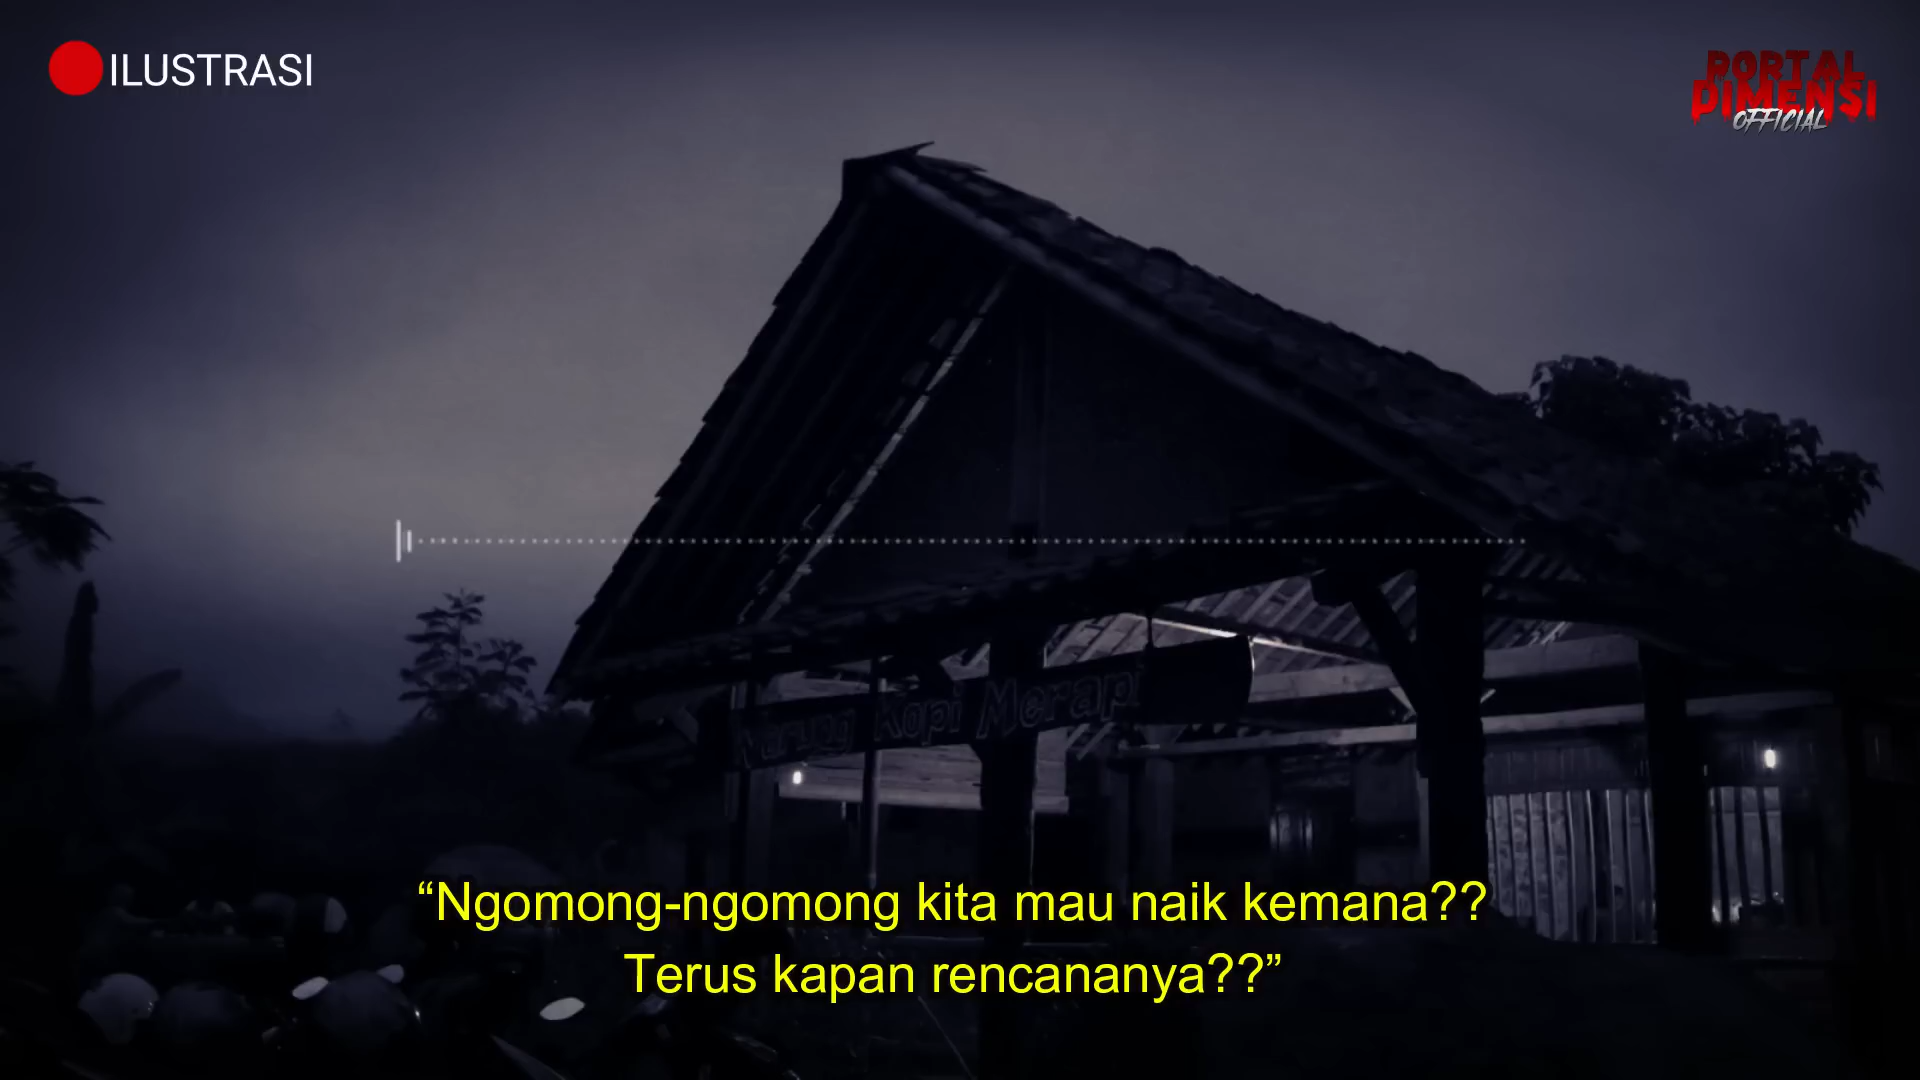 ILUSTRASI
PORTAL
DIMENSI
OFFICIAL
Warung Kopi Merapi
“Ngomong-ngomong kita mau naik kemana??
Terus kapan rencananya??”